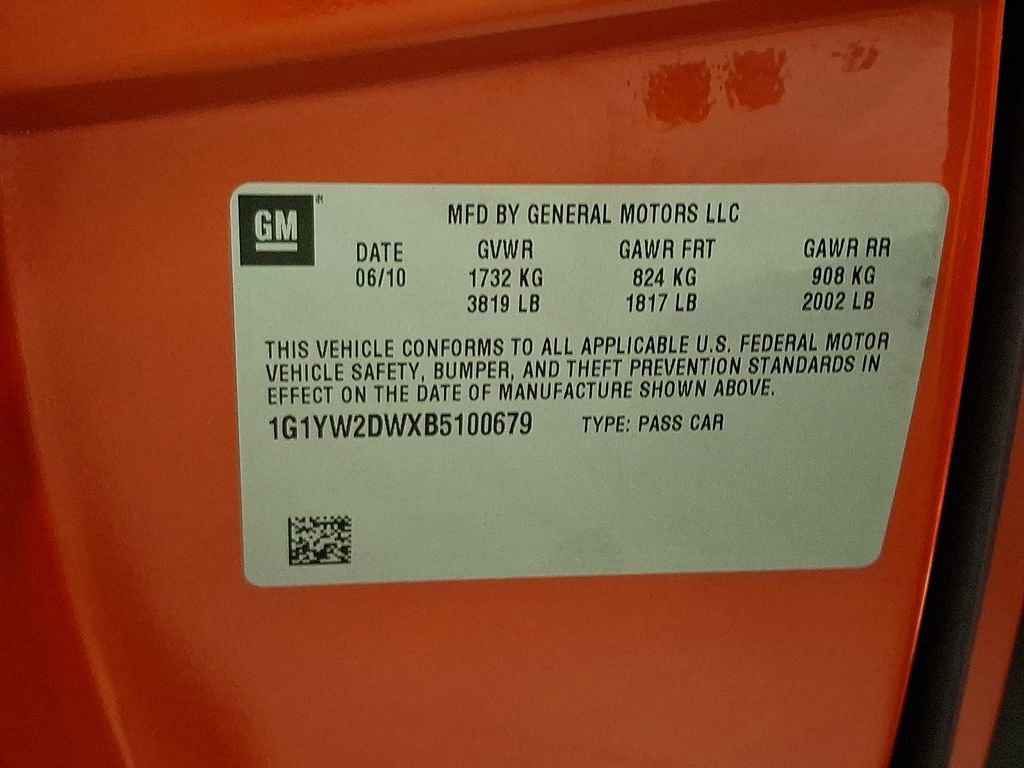 GM
MFD BY GENERAL MOTORS LLC
DATE GVWR GAWR FRT GAWR RR
06/10 1732 KG 824 KG 908 KG
3819 LB 1817 LB 2002 LB
THIS VEHICLE CONFORMS TO ALL APPLICABLE U.S. FEDERAL MOTOR
VEHICLE SAFETY, BUMPER, AND THEFT PREVENTION STANDARDS IN
EFFECT ON THE DATE OF MANUFACTURE SHOWN ABOVE.
1G1YW2DWXB5100679 TYPE: PASS CAR